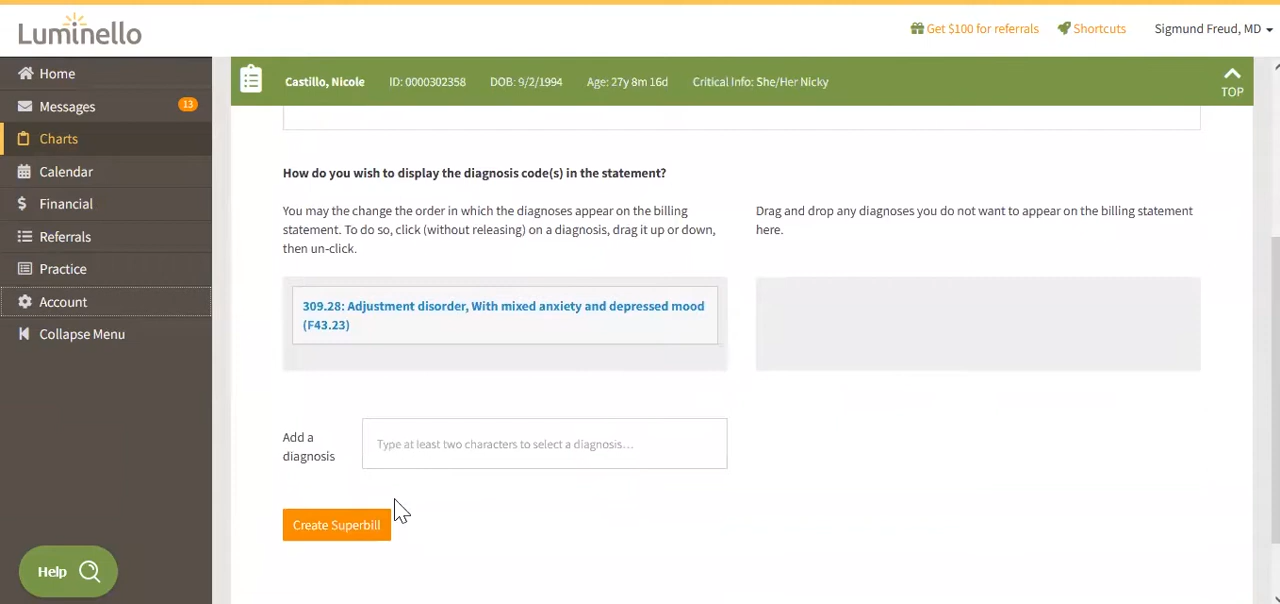 Luminello
Get $100 for referrals
Shortcuts
Sigmund Freud, MD
Home
Messages
13
Charts
Calendar
Financial
Referrals
Practice
Account
Collapse Menu
Help
Castillo, Nicole ID: 0000302358 DOB: 9/2/1994 Age: 27y 8m 16d Critical Info: She/Her Nicky
TOP
How do you wish to display the diagnosis code(s) in the statement?
You may the change the order in which the diagnoses appear on the billing
statement. To do so, click (without releasing) on a diagnosis, drag it up or down,
then un-click.
Drag and drop any diagnoses you do not want to appear on the billing statement
here.
309.28: Adjustment disorder, With mixed anxiety and depressed mood
(F43.23)
Add a
diagnosis
Type at least two characters to select a diagnosis...
Create Superbill